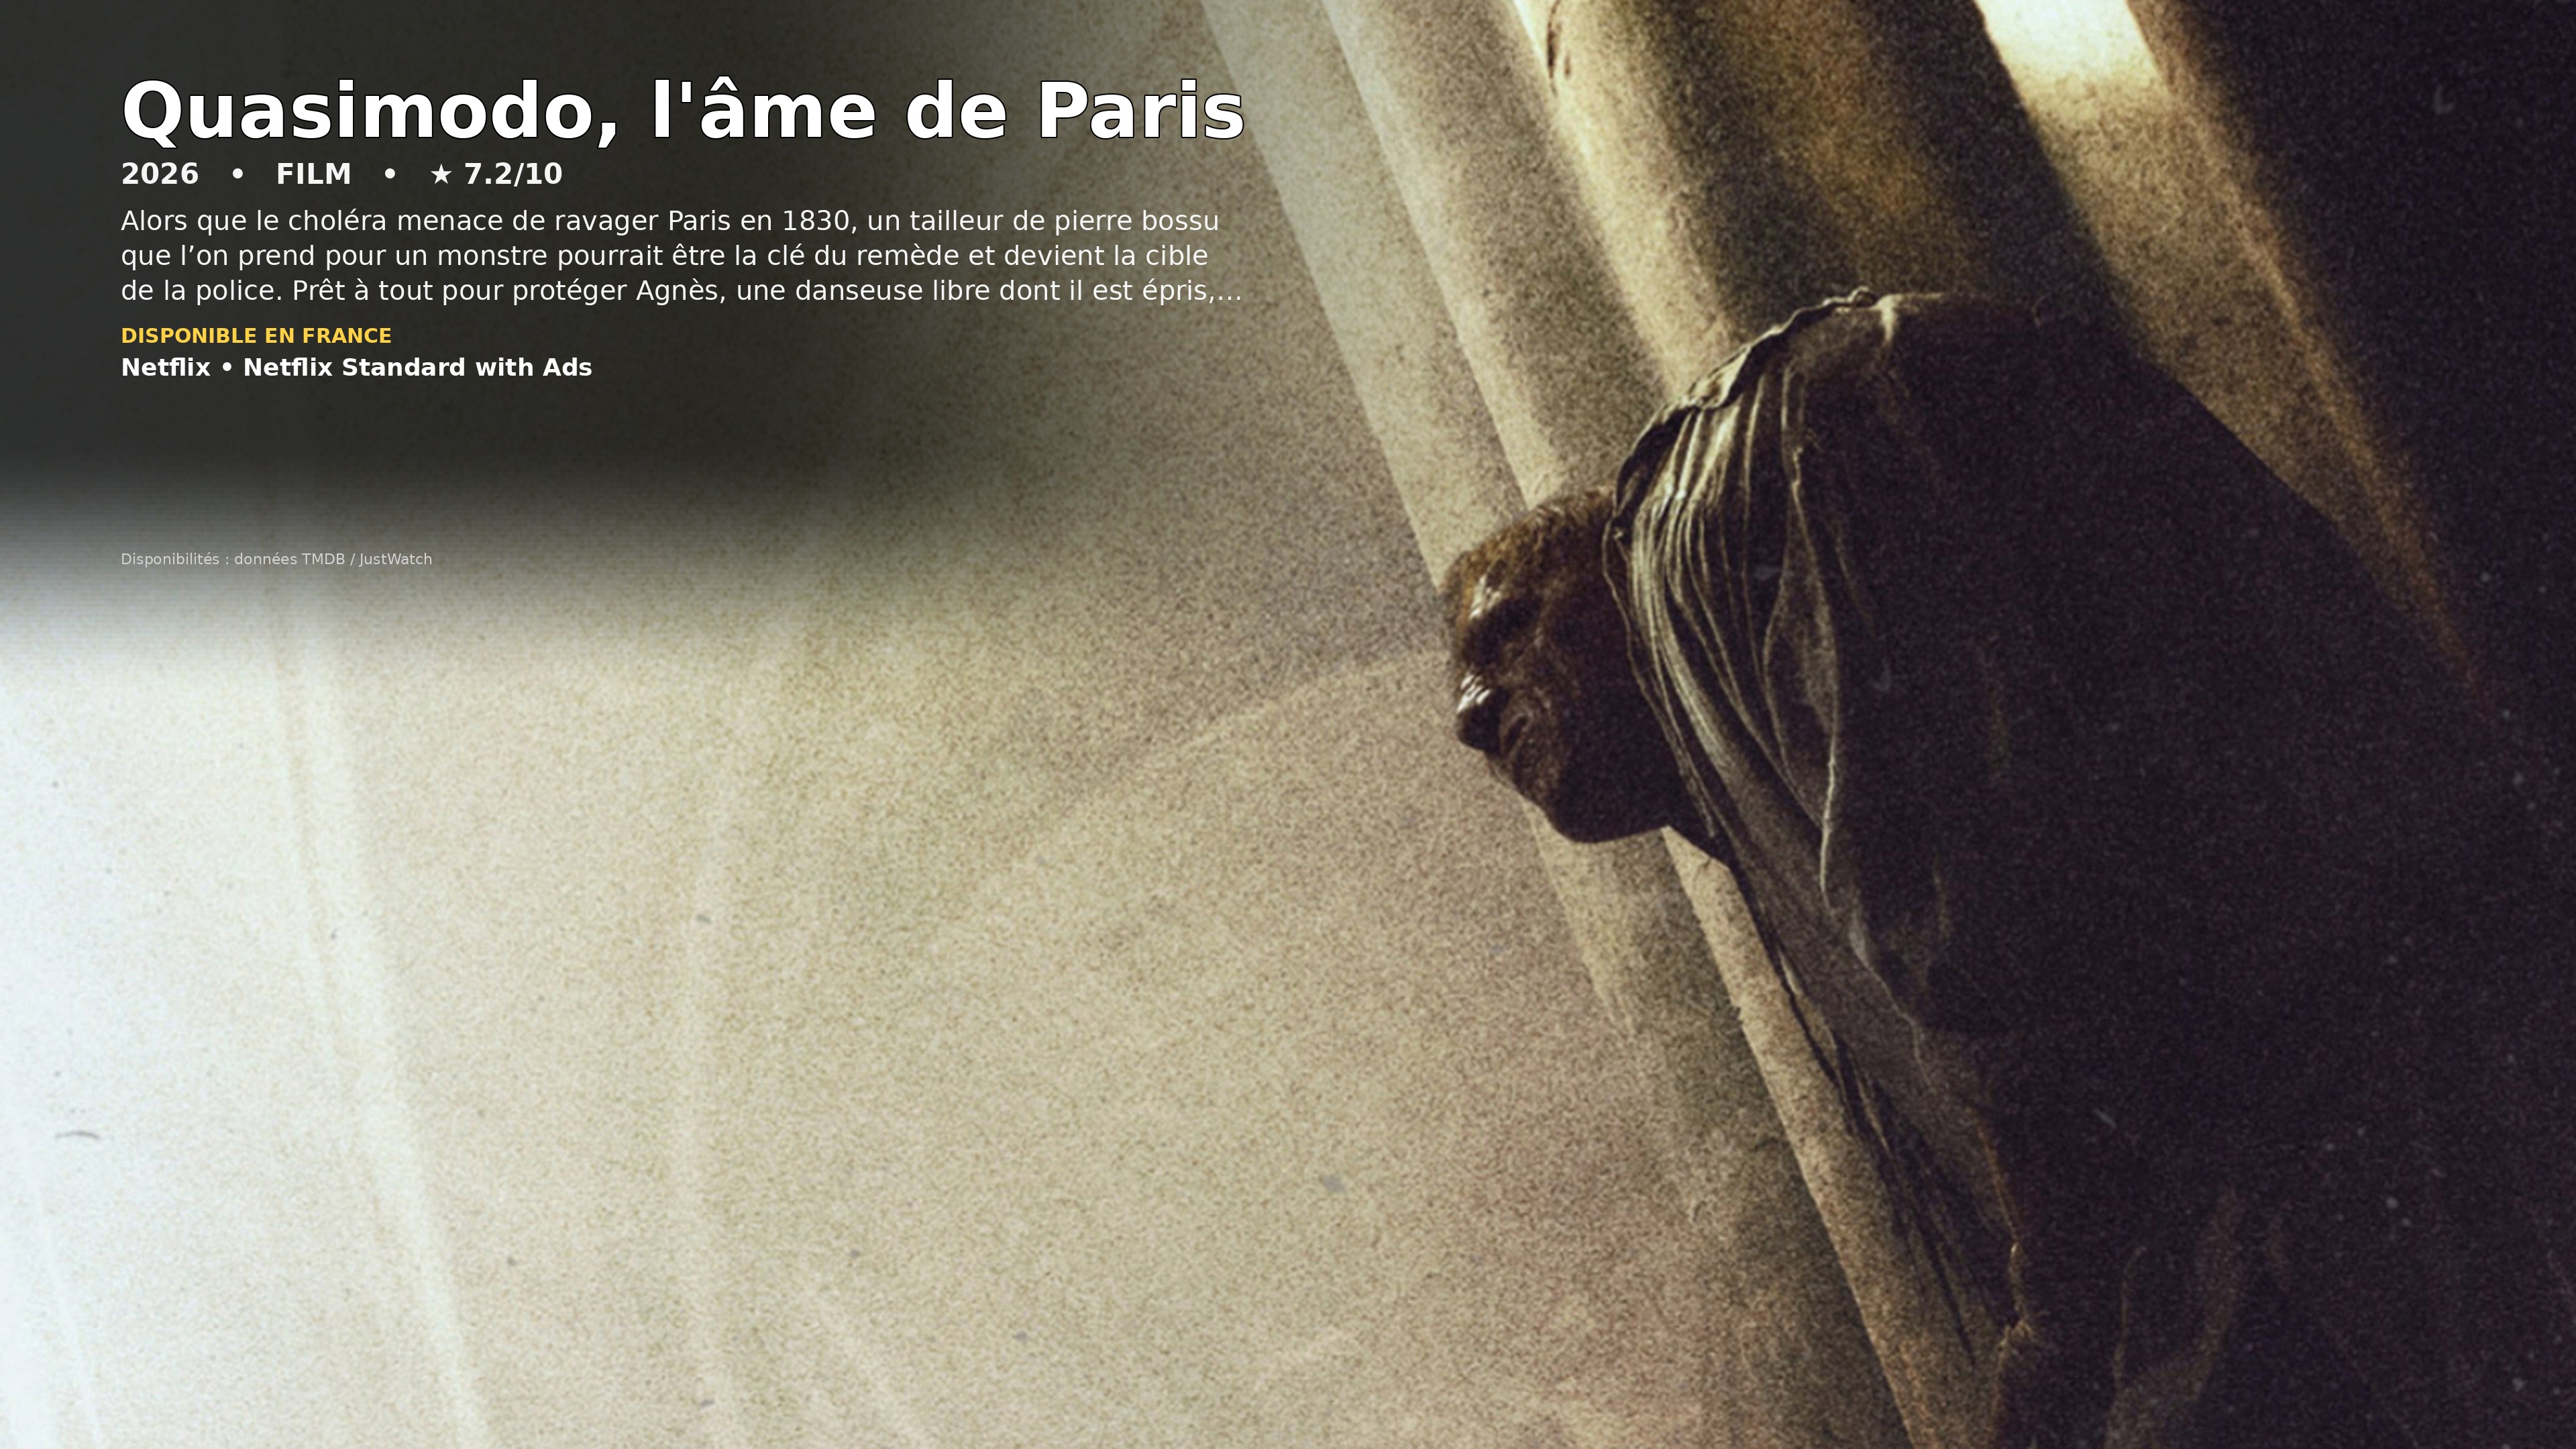 Quasimodo, l'âme de Paris
2026 • FILM • ★ 7.2/10
Alors que le choléra menace de ravager Paris en 1830, un tailleur de pierre bossu
que l’on prend pour un monstre pourrait être la clé du remède et devient la cible
de la police. Prêt à tout pour protéger Agnès, une danseuse libre dont il est épris,…
DISPONIBLE EN FRANCE
Netflix • Netflix Standard with Ads
Disponibilités : données TMDB / JustWatch